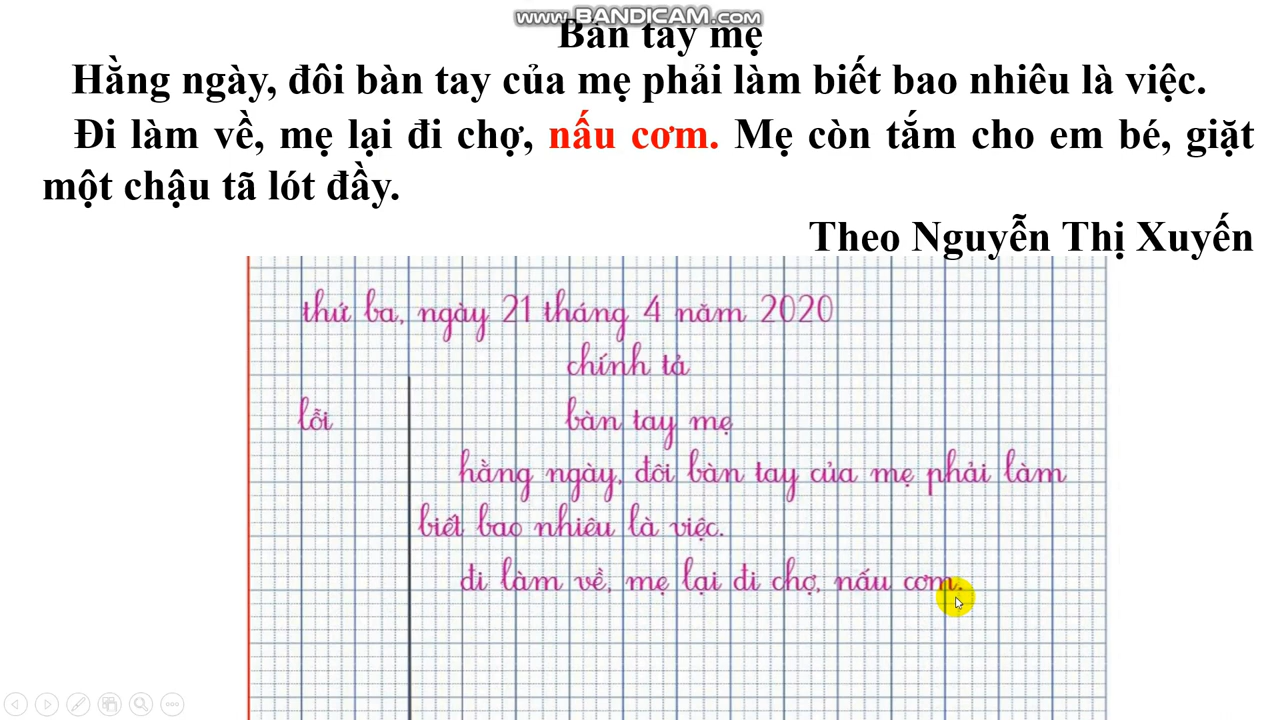 www.BANDICAM.com
Bàn tay mẹ
Hằng ngày, đôi bàn tay của mẹ phải làm biết bao nhiêu là việc.
Đi làm về, mẹ lại đi chợ, nấu cơm. Mẹ còn tắm cho em bé, giặt
một chậu tã lót đầy.
Theo Nguyễn Thị Xuyến
thứ ba, ngày 21 tháng 4 năm 2020
chính tả
lỗi
bàn tay mẹ
hằng ngày, đôi bàn tay của mẹ phải làm
biết bao nhiêu là việc.
đi làm về, mẹ lại đi chợ, nấu cơm.